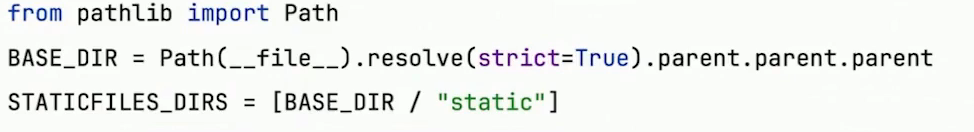 from pathlib import Path
BASE_DIR = Path(__file__).resolve(strict=True).parent.parent.parent
STATICFILES_DIRS = [BASE_DIR / "static"]